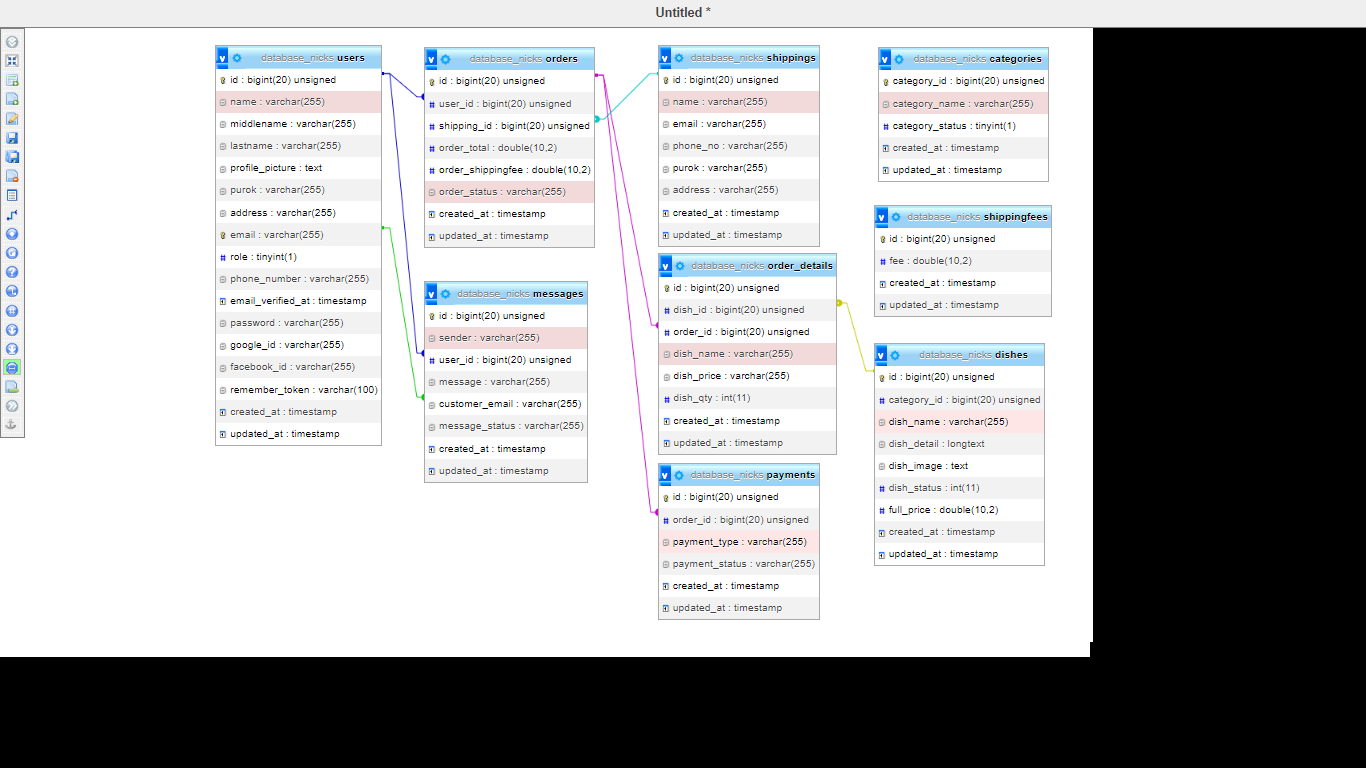 Untitled *
database_nicks users
id : bigint(20) unsigned
name : varchar(255)
middlename : varchar(255)
lastname : varchar(255)
profile_picture : text
purok : varchar(255)
address : varchar(255)
email : varchar(255)
role : tinyint(1)
phone_number : varchar(255)
email_verified_at : timestamp
password : varchar(255)
google_id : varchar(255)
facebook_id : varchar(255)
remember_token : varchar(100)
created_at : timestamp
updated_at : timestamp
database_nicks orders
id : bigint(20) unsigned
user_id : bigint(20) unsigned
shipping_id : bigint(20) unsigned
order_total : double(10,2)
order_shippingfee : double(10,2)
order_status : varchar(255)
created_at : timestamp
updated_at : timestamp
database_nicks messages
id : bigint(20) unsigned
sender : varchar(255)
user_id : bigint(20) unsigned
message : varchar(255)
customer_email : varchar(255)
message_status : varchar(255)
created_at : timestamp
updated_at : timestamp
database_nicks shippings
id : bigint(20) unsigned
name : varchar(255)
email : varchar(255)
phone_no : varchar(255)
purok : varchar(255)
address : varchar(255)
created_at : timestamp
updated_at : timestamp
database_nicks order_details
id : bigint(20) unsigned
dish_id : bigint(20) unsigned
order_id : bigint(20) unsigned
dish_name : varchar(255)
dish_price : varchar(255)
dish_qty : int(11)
created_at : timestamp
updated_at : timestamp
database_nicks payments
id : bigint(20) unsigned
order_id : bigint(20) unsigned
payment_type : varchar(255)
payment_status : varchar(255)
created_at : timestamp
updated_at : timestamp
database_nicks categories
category_id : bigint(20) unsigned
category_name : varchar(255)
category_status : tinyint(1)
created_at : timestamp
updated_at : timestamp
database_nicks shippingfees
id : bigint(20) unsigned
fee : double(10,2)
created_at : timestamp
updated_at : timestamp
database_nicks dishes
id : bigint(20) unsigned
category_id : bigint(20) unsigned
dish_name : varchar(255)
dish_detail : longtext
dish_image : text
dish_status : int(11)
full_price : double(10,2)
created_at : timestamp
updated_at : timestamp